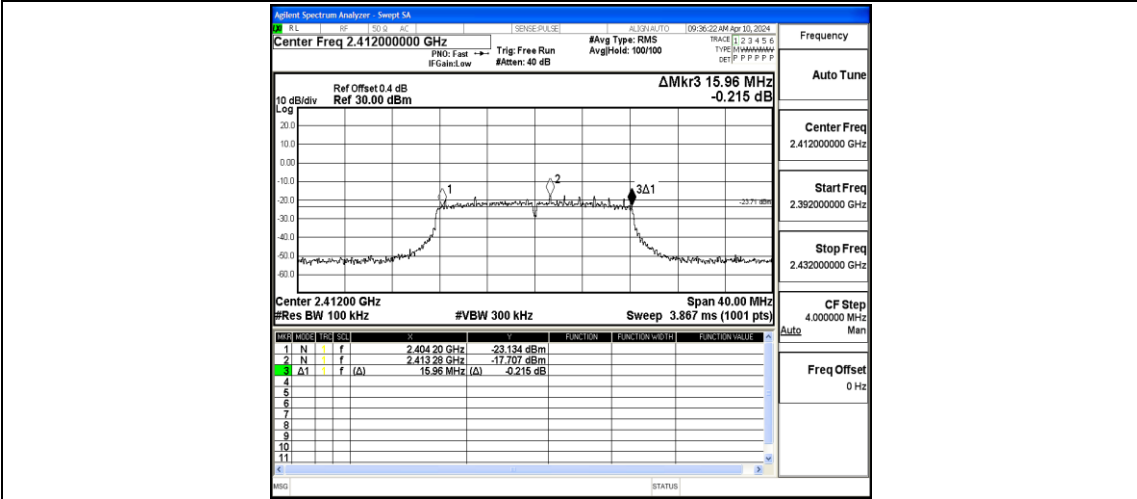 Agilent Spectrum Analyzer - Swept SA
RL RF 50 Ω AC SENSE:PULSE ALIGNAUTO 09:36:22 AM Apr 10, 2024
Center Freq 2.412000000 GHz
PNO: Fast
IFGain:Low
Trig: Free Run
#Atten: 40 dB
#Avg Type: RMS
Avg|Hold: 100/100
TRACE 1 2 3 4 5 6
TYPE MWWWWW
DET P P P P P P
Frequency
Auto Tune
Center Freq
2.412000000 GHz
Start Freq
2.392000000 GHz
Stop Freq
2.432000000 GHz
CF Step
4.000000 MHz
Auto Man
Freq Offset
0 Hz
ΔMkr3 15.96 MHz
-0.215 dB
Ref Offset 0.4 dB
10 dB/div Ref 30.00 dBm
Log
20.0
10.0
0.00
-10.0
-20.0
-30.0
-40.0
-50.0
-60.0
1
2
3Δ1
-23.71 dBm
Center 2.41200 GHz Span 40.00 MHz
#Res BW 100 kHz #VBW 300 kHz Sweep 3.867 ms (1001 pts)
MKR MODE TRC SCL X Y FUNCTION FUNCTION WIDTH FUNCTION VALUE
1 N 1 f 2.404 20 GHz -23.134 dBm
2 N 1 f 2.413 28 GHz -17.707 dBm
3 Δ1 1 f (Δ) 15.96 MHz (Δ) -0.215 dB
4
5
6
7
8
9
10
11
MSG STATUS